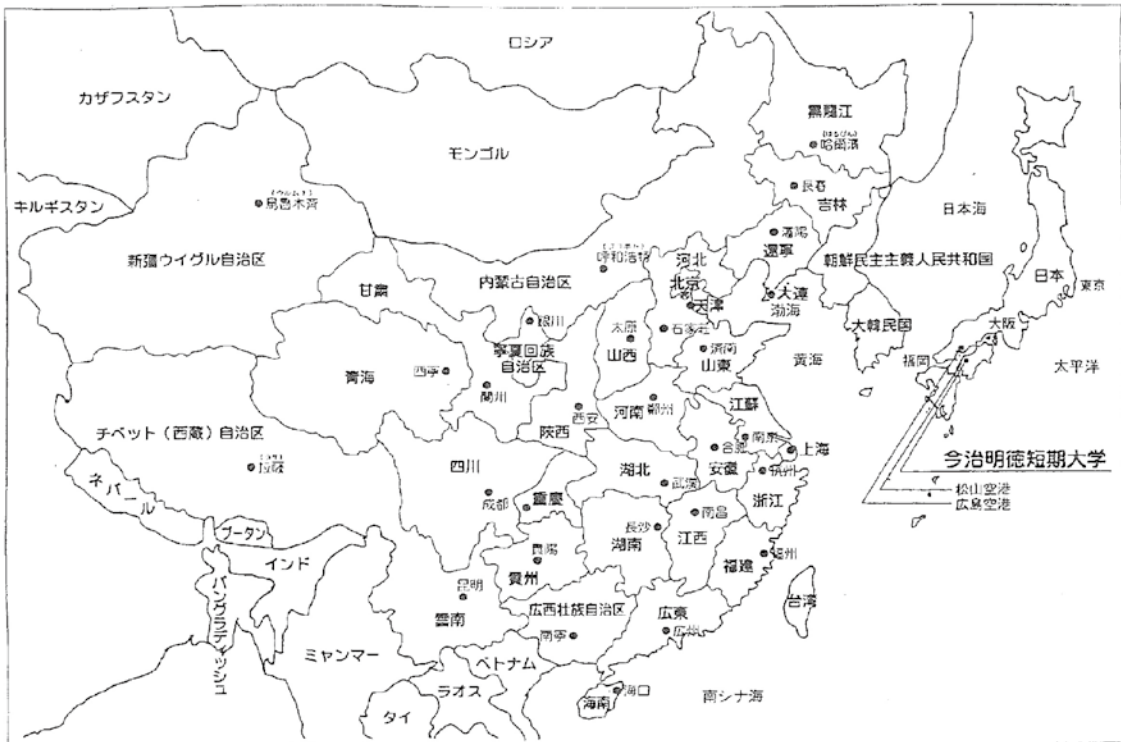 ロシア
カザフスタン
黒龍江
(はるびん)
哈爾濱
モンゴル
長春
吉林
キルギスタン
(ウルムチ)
烏魯木齊
日本海
瀋陽
遼寧
新疆ウイグル自治区
内蒙古自治区
呼和浩特
河北
北京
朝鮮民主主義人民共和国
日本
東京
甘粛
天津
大連
渤海
銀川
太原
石家荘
大韓民国
大阪
寧夏回族
自治区
山西
済南
山東
黄海
福岡
太平洋
青海
西寧
蘭州
江蘇
河南
鄭州
西安
陝西
チベット(西蔵)自治区
四川
合肥
南京
上海
安徽
杭州
今治明徳短期大学
湖北
武漢
浙江
松山空港
広島空港
ネパール
成都
重慶
南昌
長沙
江西
湖南
ブータン
インド
貴陽
貴州
福建
福州
バングラディッシュ
昆明
雲南
広西壮族自治区
広東
台湾
南寧
広州
ミャンマー
ベトナム
ラオス
海口
海南
南シナ海
タイ